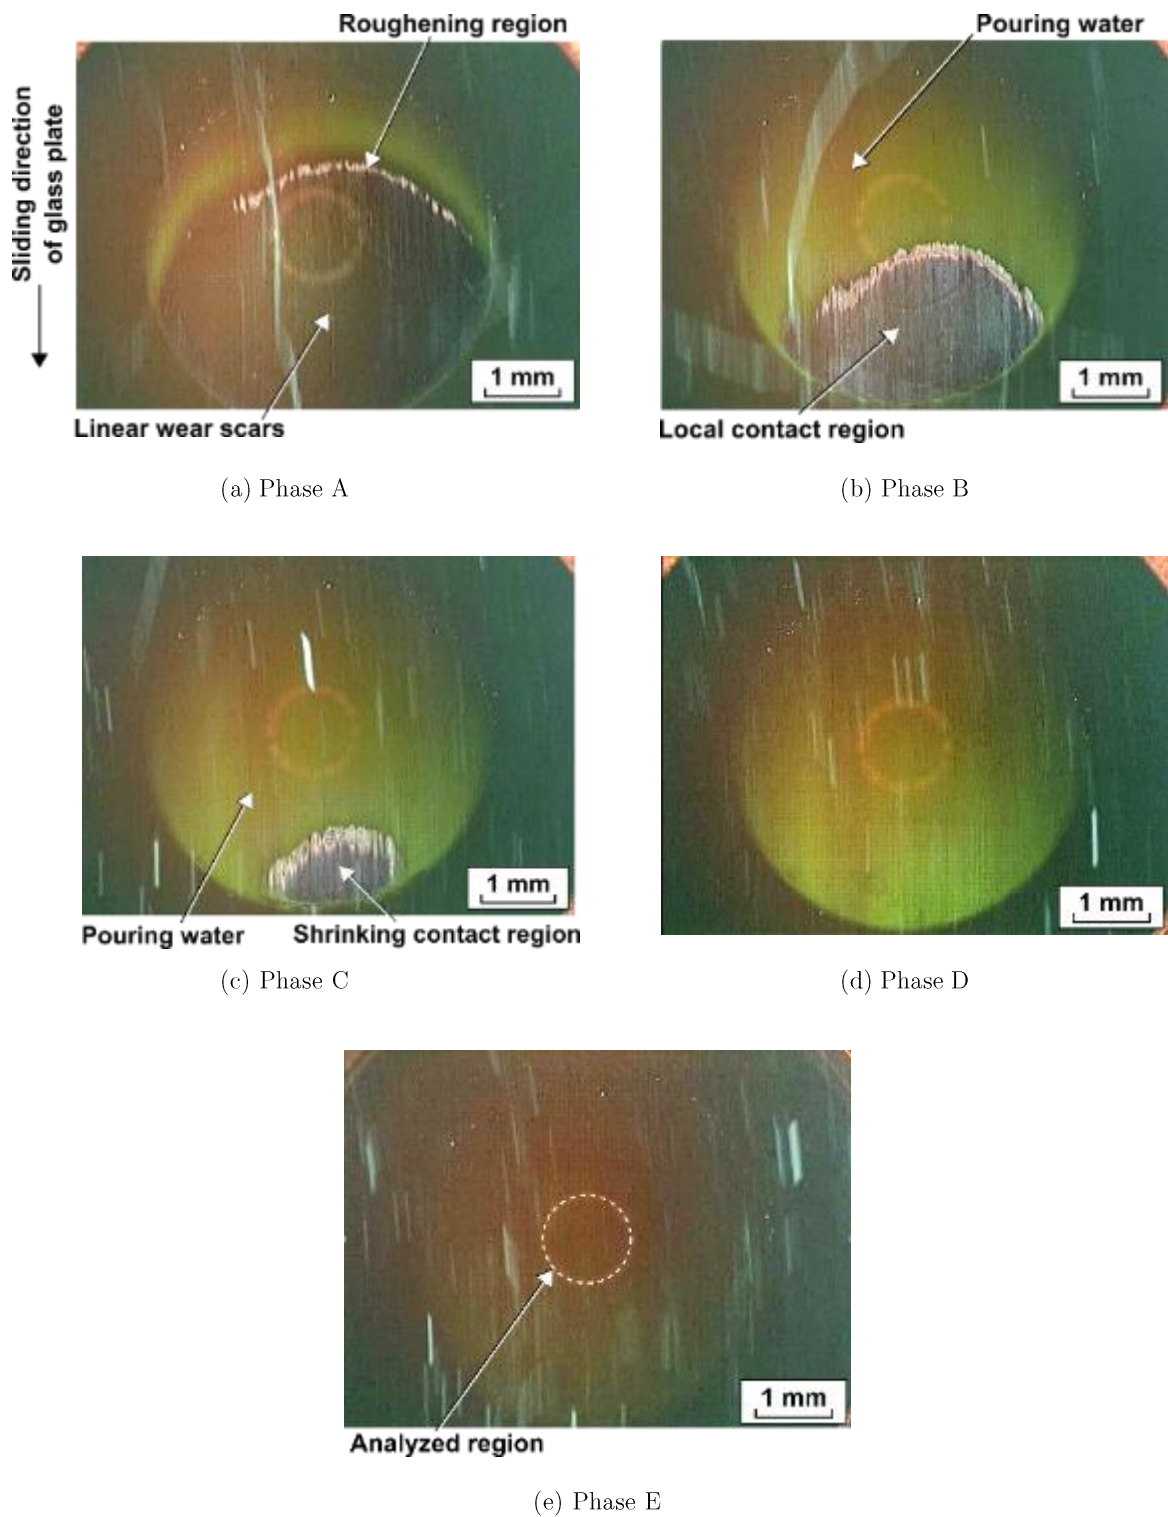 Roughening region
Pouring water
Sliding direction
of glass plate
1 mm
1 mm
Linear wear scars
Local contact region
(a) Phase A
(b) Phase B
1 mm
1 mm
Pouring water
Shrinking contact region
(c) Phase C
(d) Phase D
1 mm
Analyzed region
(e) Phase E